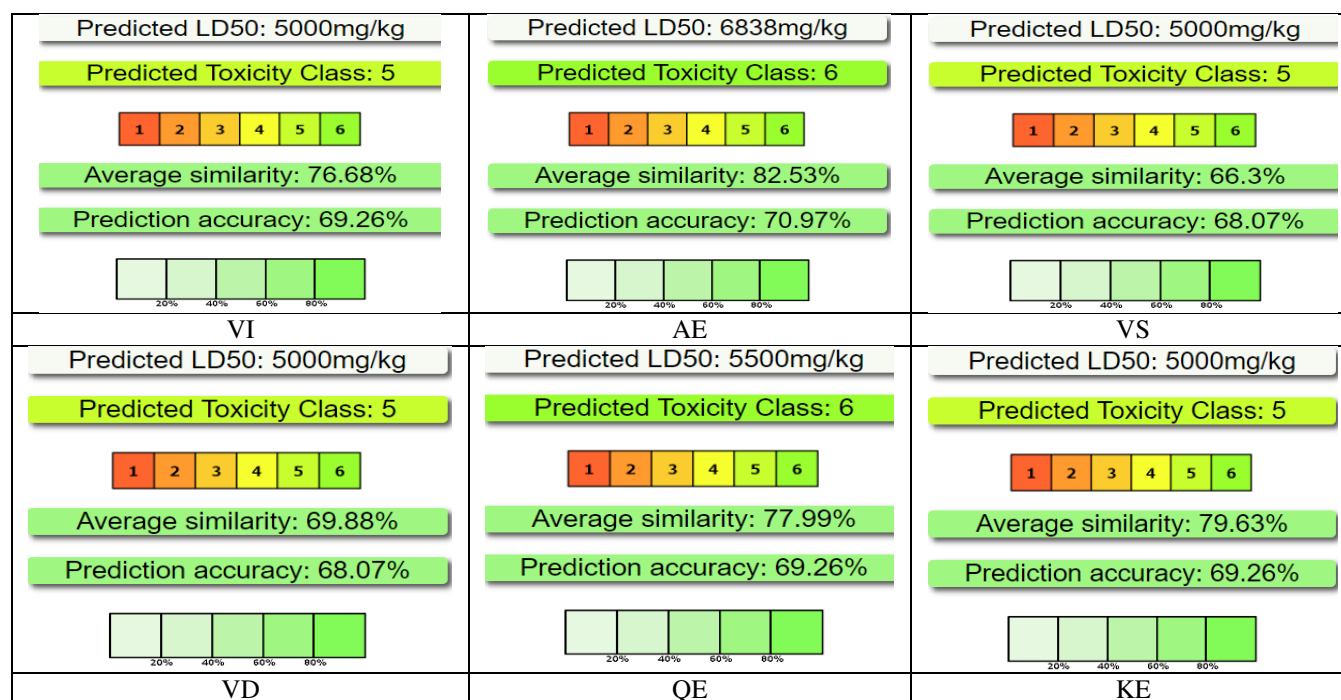 Predicted LD50: 5000mg/kg
Predicted Toxicity Class: 5
1 2 3 4 5 6
Average similarity: 76.68%
Prediction accuracy: 69.26%
20% 40% 60% 80%
VI
Predicted LD50: 6838mg/kg
Predicted Toxicity Class: 6
1 2 3 4 5 6
Average similarity: 82.53%
Prediction accuracy: 70.97%
20% 40% 60% 80%
AE
Predicted LD50: 5000mg/kg
Predicted Toxicity Class: 5
1 2 3 4 5 6
Average similarity: 66.3%
Prediction accuracy: 68.07%
20% 40% 60% 80%
VS
Predicted LD50: 5000mg/kg
Predicted Toxicity Class: 5
1 2 3 4 5 6
Average similarity: 69.88%
Prediction accuracy: 68.07%
20% 40% 60% 80%
VD
Predicted LD50: 5500mg/kg
Predicted Toxicity Class: 6
1 2 3 4 5 6
Average similarity: 77.99%
Prediction accuracy: 69.26%
20% 40% 60% 80%
QE
Predicted LD50: 5000mg/kg
Predicted Toxicity Class: 5
1 2 3 4 5 6
Average similarity: 79.63%
Prediction accuracy: 69.26%
20% 40% 60% 80%
KE